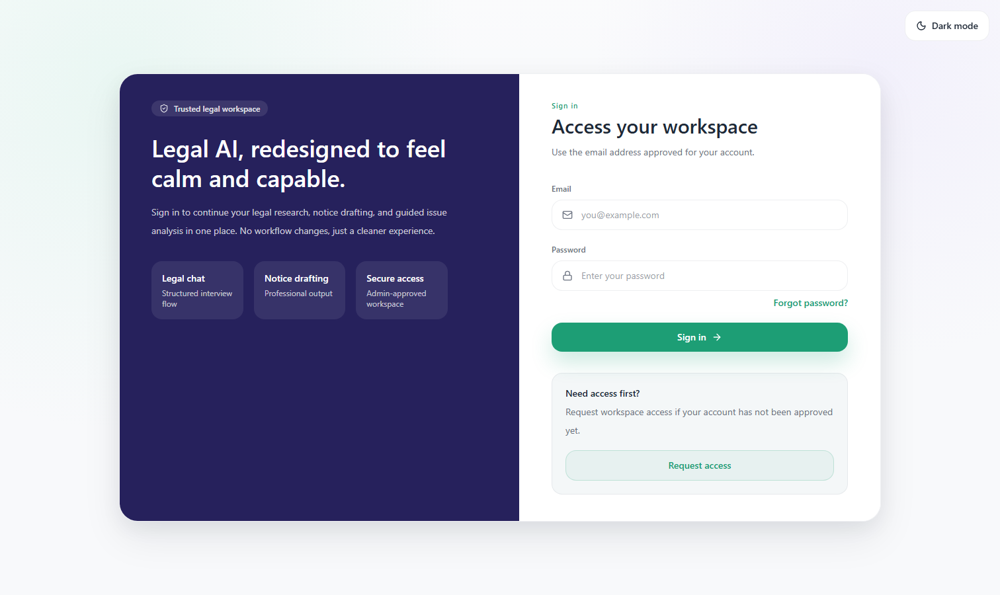 Dark mode
Trusted legal workspace
Legal AI, redesigned to feel
calm and capable.
Sign in to continue your legal research, notice drafting, and guided issue
analysis in one place. No workflow changes, just a cleaner experience.
Legal chat
Structured interview
flow
Notice drafting
Professional output
Secure access
Admin-approved
workspace
Sign in
Access your workspace
Use the email address approved for your account.
Email
you@example.com
Password
Enter your password
Forgot password?
Sign in
Need access first?
Request workspace access if your account has not been approved
yet.
Request access